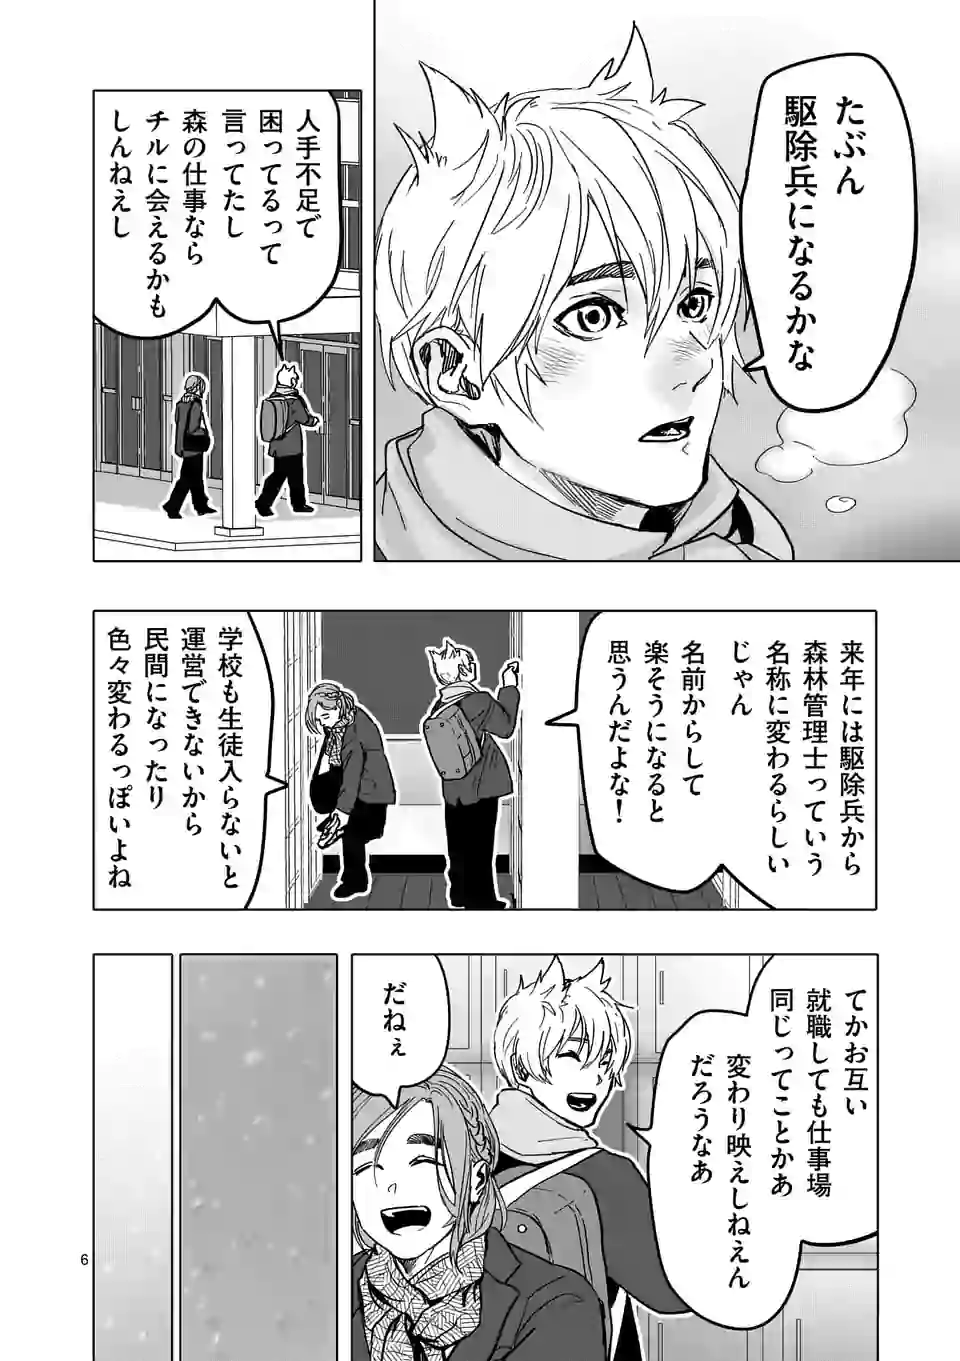 たぶん
駆除兵になるかな
人手不足で
困ってるって
言ってたし
森の仕事なら
チルに会えるかも
しんねえし
来年には駆除兵から
森林管理士っていう
名称に変わるらしい
じゃん
名前からして
楽そうになると
思うんだよな！
学校も生徒入らないと
運営できないから
民間になったり
色々変わるっぽいよね
てかお互い
就職しても仕事場
同じってことかあ
変わり映えしねえん
だろうなあ
だねぇ
6